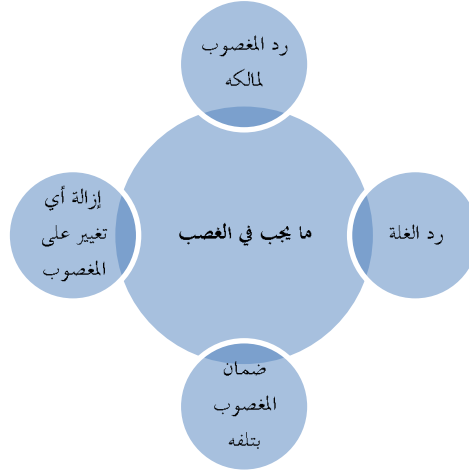 رد المغصوب
لمالكه
ما يجب في الغصب
رد الغلة
ضمان
المغصوب
بتلفه
إزالة أي
تغيير على
المغصوب